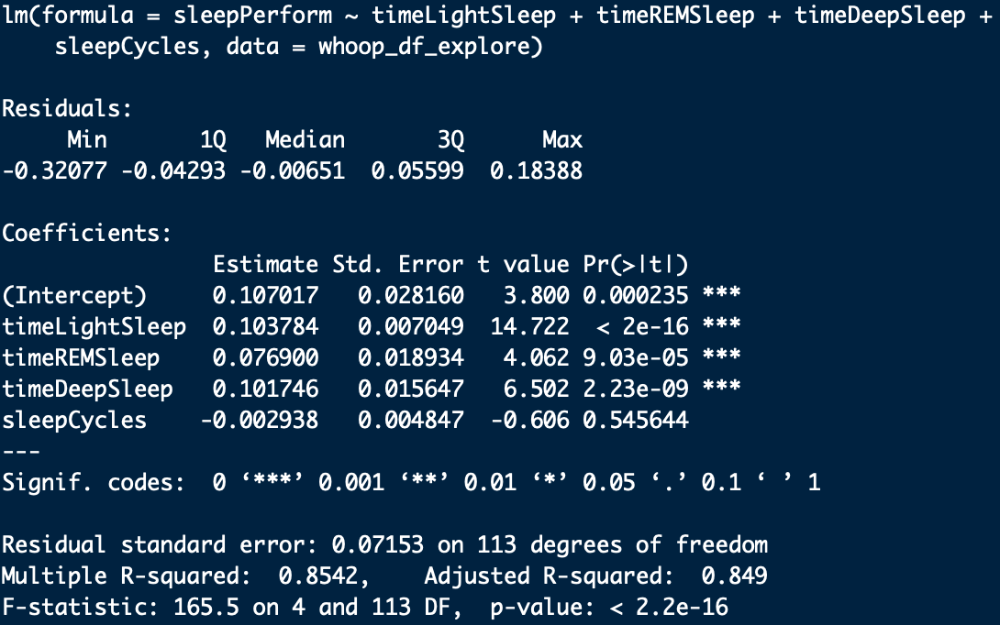 lm(formula = sleepPerform ~ timeLightSleep + timeREMSleep + timeDeepSleep +
    sleepCycles, data = whoop_df_explore)

Residuals:
     Min       1Q   Median       3Q      Max
-0.32077 -0.04293 -0.00651  0.05599  0.18388

Coefficients:
                Estimate Std. Error t value Pr(>|t|)
(Intercept)     0.107017   0.028160   3.800 0.000235 ***
timeLightSleep  0.103784   0.007049  14.722  < 2e-16 ***
timeREMSleep    0.076900   0.018934   4.062 9.03e-05 ***
timeDeepSleep   0.101746   0.015647   6.502 2.23e-09 ***
sleepCycles    -0.002938   0.004847  -0.606 0.545644
---
Signif. codes:  0 ‘***’ 0.001 ‘**’ 0.01 ‘*’ 0.05 ‘.’ 0.1 ‘ ’ 1

Residual standard error: 0.07153 on 113 degrees of freedom
Multiple R-squared:  0.8542,    Adjusted R-squared:  0.849
F-statistic: 165.5 on 4 and 113 DF,  p-value: < 2.2e-16